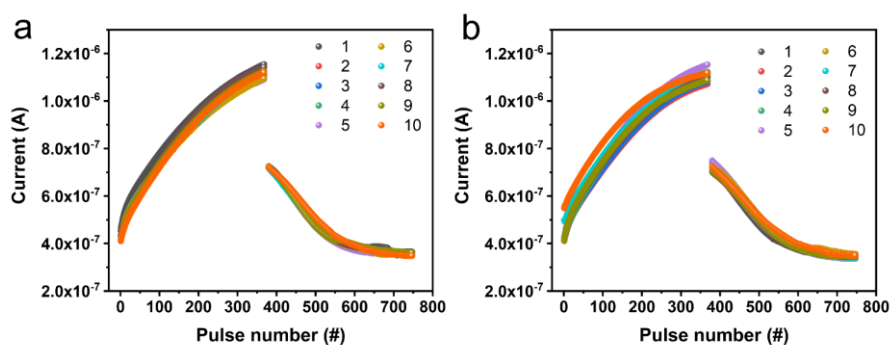 a
1.2x10⁻⁶
1.0x10⁻⁶
8.0x10⁻⁷
6.0x10⁻⁷
4.0x10⁻⁷
2.0x10⁻⁷
Current (A)
1 6
2 7
3 8
4 9
5 10
0 100 200 300 400 500 600 700 800
Pulse number (#)
b
1.2x10⁻⁶
1.0x10⁻⁶
8.0x10⁻⁷
6.0x10⁻⁷
4.0x10⁻⁷
2.0x10⁻⁷
Current (A)
1 6
2 7
3 8
4 9
5 10
0 100 200 300 400 500 600 700 800
Pulse number (#)